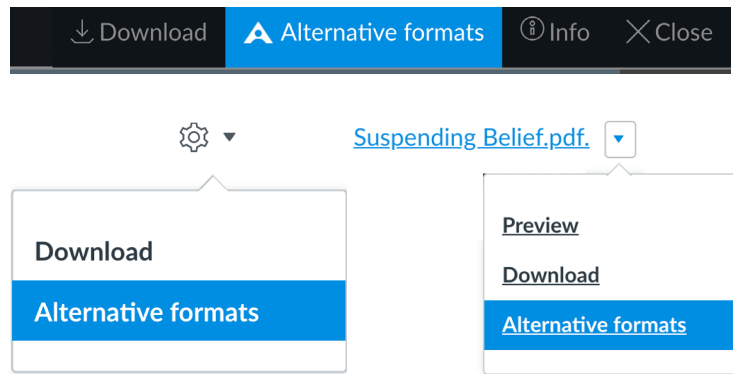 Download Alternative formats Info Close
Suspending Belief.pdf.
Download
Alternative formats
Preview
Download
Alternative formats